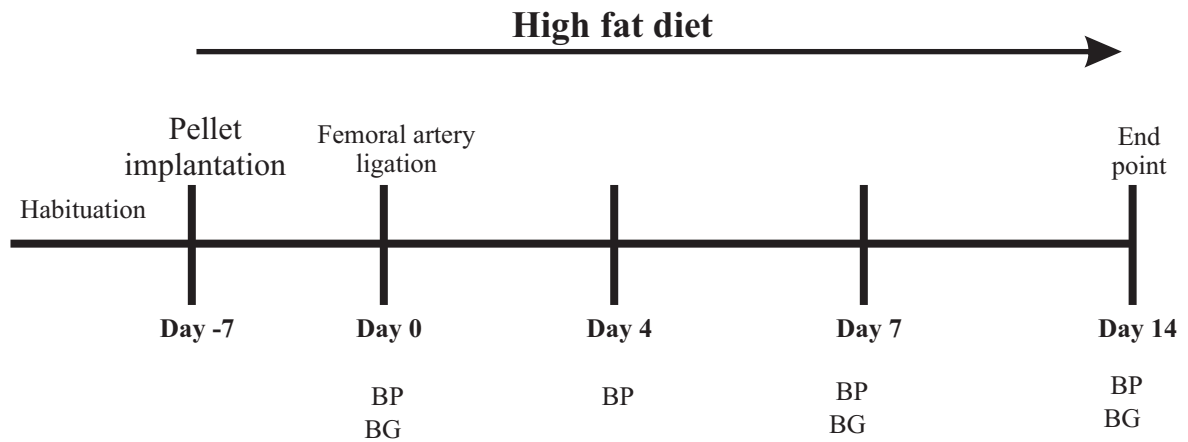 High fat diet
Pellet
implantation
Femoral artery
ligation
End
point
Habituation
Day -7
Day 0
Day 4
Day 7
Day 14
BP
BG
BP
BP
BG
BP
BG